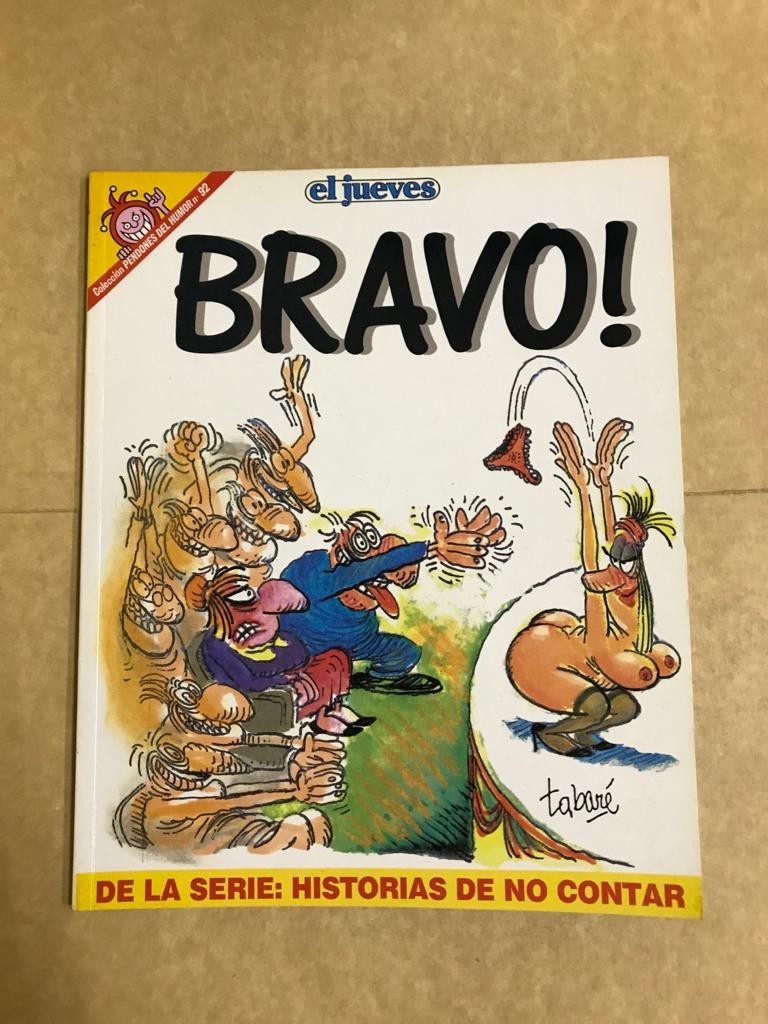 el jueves
Colección PENDONES DEL HUMOR nº 92
BRAVO!
tabaré
DE LA SERIE: HISTORIAS DE NO CONTAR